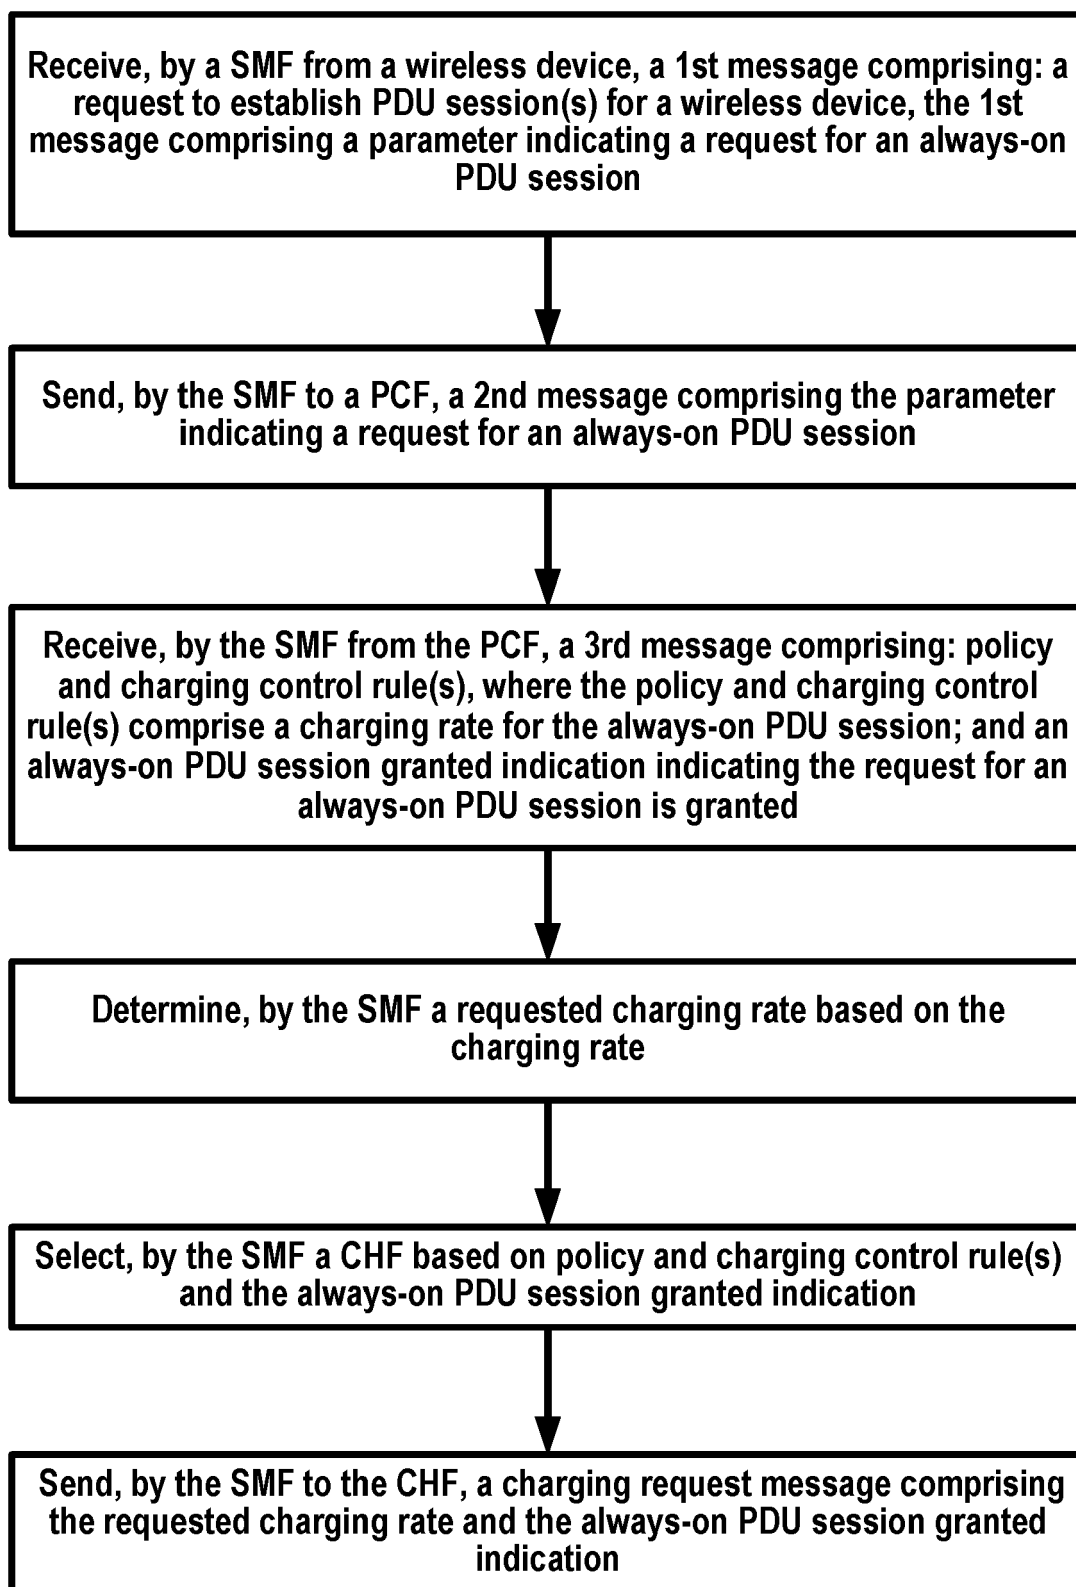 Receive, by a SMF from a wireless device, a 1st message comprising: a
request to establish PDU session(s) for a wireless device, the 1st
message comprising a parameter indicating a request for an always-on
PDU session
Send, by the SMF to a PCF, a 2nd message comprising the parameter
indicating a request for an always-on PDU session
Receive, by the SMF from the PCF, a 3rd message comprising: policy
and charging control rule(s), where the policy and charging control
rule(s) comprise a charging rate for the always-on PDU session; and an
always-on PDU session granted indication indicating the request for an
always-on PDU session is granted
Determine, by the SMF a requested charging rate based on the
charging rate
Select, by the SMF a CHF based on policy and charging control rule(s)
and the always-on PDU session granted indication
Send, by the SMF to the CHF, a charging request message comprising
the requested charging rate and the always-on PDU session granted
indication